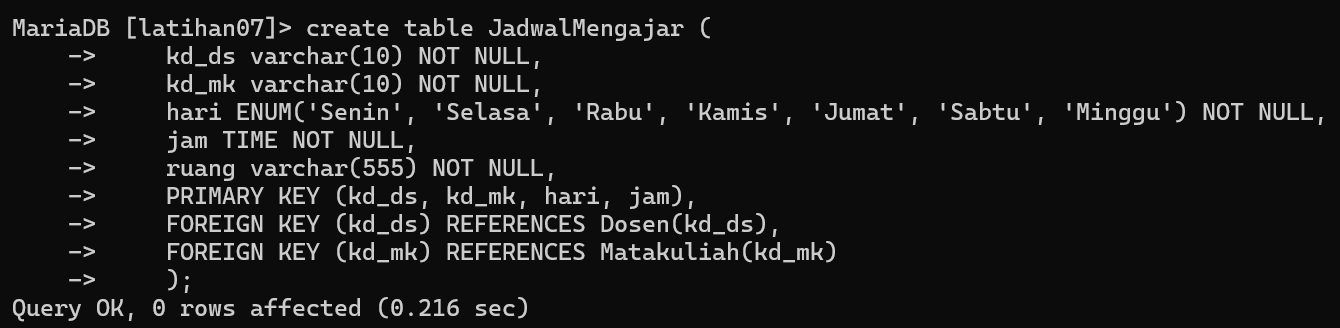 MariaDB [latihan07]> create table JadwalMengajar (
    ->     kd_ds varchar(10) NOT NULL,
    ->     kd_mk varchar(10) NOT NULL,
    ->     hari ENUM('Senin', 'Selasa', 'Rabu', 'Kamis', 'Jumat', 'Sabtu', 'Minggu') NOT NULL,
    ->     jam TIME NOT NULL,
    ->     ruang varchar(555) NOT NULL,
    ->     PRIMARY KEY (kd_ds, kd_mk, hari, jam),
    ->     FOREIGN KEY (kd_ds) REFERENCES Dosen(kd_ds),
    ->     FOREIGN KEY (kd_mk) REFERENCES Matakuliah(kd_mk)
    ->     );
Query OK, 0 rows affected (0.216 sec)